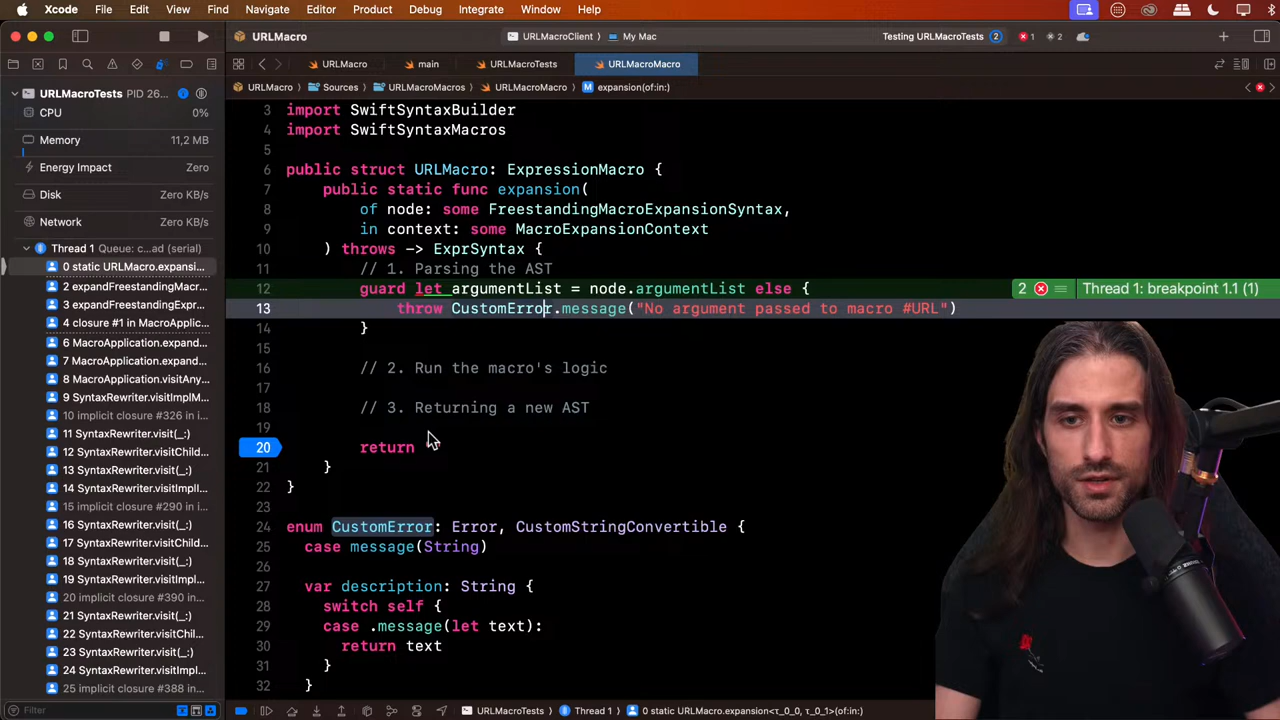 Xcode File Edit View Find Navigate Editor Product Debug Integrate Window Help
URLMacro
URLMacroClient
My Mac
Testing URLMacroTests 2
1
2
URLMacro
main
URLMacroTests
URLMacroMacro
URLMacro
Sources
URLMacroMacros
URLMacroMacro
M expansion(of:in:)
URLMacroTests PID 26...
CPU 0%
Memory 11,2 MB
Energy Impact Zero
Disk Zero KB/s
Network Zero KB/s
Thread 1 Queue: c...ad (serial)
0 static URLMacro.expansi...
2 expandFreestandingMacr...
3 expandFreestandingExpr...
4 closure #1 in MacroApplic...
6 MacroApplication.expand...
7 MacroApplication.expand...
8 MacroApplication.visitAny...
9 SyntaxRewriter.visitImplM...
10 implicit closure #326 in...
11 SyntaxRewriter.visit(_:)
12 SyntaxRewriter.visitChild...
13 SyntaxRewriter.visit(_:)
14 SyntaxRewriter.visitImplI...
15 implicit closure #290 in...
16 SyntaxRewriter.visit(_:)
17 SyntaxRewriter.visitChild...
18 SyntaxRewriter.visit(_:)
19 SyntaxRewriter.visitImpl...
20 implicit closure #390 in...
21 SyntaxRewriter.visit(_:)
22 SyntaxRewriter.visitChil...
23 SyntaxRewriter.visit(_:)
24 SyntaxRewriter.visitImpl...
25 implicit closure #388 in...
Filter
3 import SwiftSyntaxBuilder
4 import SwiftSyntaxMacros
5
6 public struct URLMacro: ExpressionMacro {
7 public static func expansion(
8 of node: some FreestandingMacroExpansionSyntax,
9 in context: some MacroExpansionContext
10 ) throws -> ExprSyntax {
11 // 1. Parsing the AST
12 guard let argumentList = node.argumentList else {
2 Thread 1: breakpoint 1.1 (1)
13 throw CustomError.message("No argument passed to macro #URL")
14 }
15
16 // 2. Run the macro's logic
17
18 // 3. Returning a new AST
19
20 return
21 }
22 }
23
24 enum CustomError: Error, CustomStringConvertible {
25 case message(String)
26
27 var description: String {
28 switch self {
29 case .message(let text):
30 return text
31 }
32 }
URLMacroTests
Thread 1
0 static URLMacro.expansion<τ_0_0, τ_0_1>(of:in:)